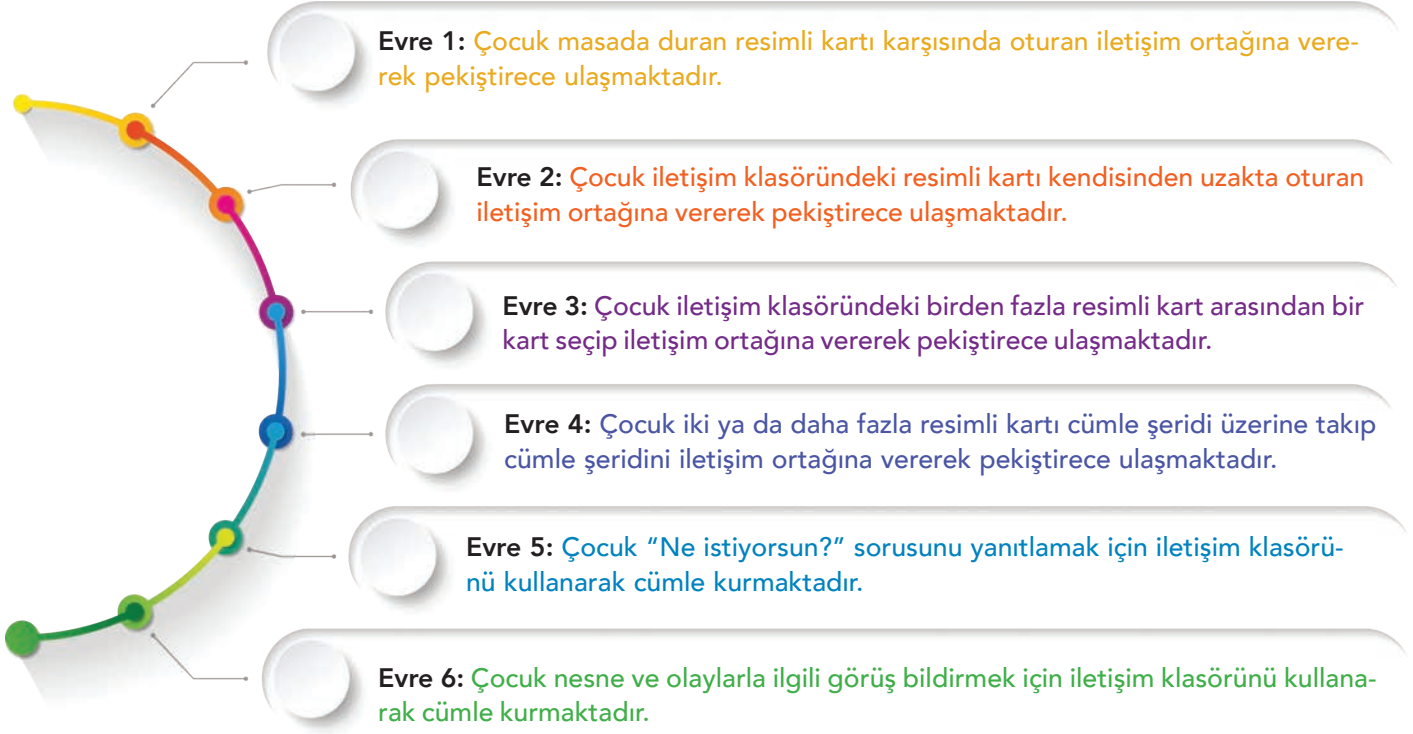 Evre 1: Çocuk masada duran resimli kartı karşısında oturan iletişim ortağına vere-
rek pekiştirece ulaşmaktadır.
Evre 2: Çocuk iletişim klasöründeki resimli kartı kendisinden uzakta oturan
iletişim ortağına vererek pekiştirece ulaşmaktadır.
Evre 3: Çocuk iletişim klasöründeki birden fazla resimli kart arasından bir
kart seçip iletişim ortağına vererek pekiştirece ulaşmaktadır.
Evre 4: Çocuk iki ya da daha fazla resimli kartı cümle şeridi üzerine takıp
cümle şeridini iletişim ortağına vererek pekiştirece ulaşmaktadır.
Evre 5: Çocuk “Ne istiyorsun?” sorusunu yanıtlamak için iletişim klasörü-
nü kullanarak cümle kurmaktadır.
Evre 6: Çocuk nesne ve olaylarla ilgili görüş bildirmek için iletişim klasörünü kullana-
rak cümle kurmaktadır.